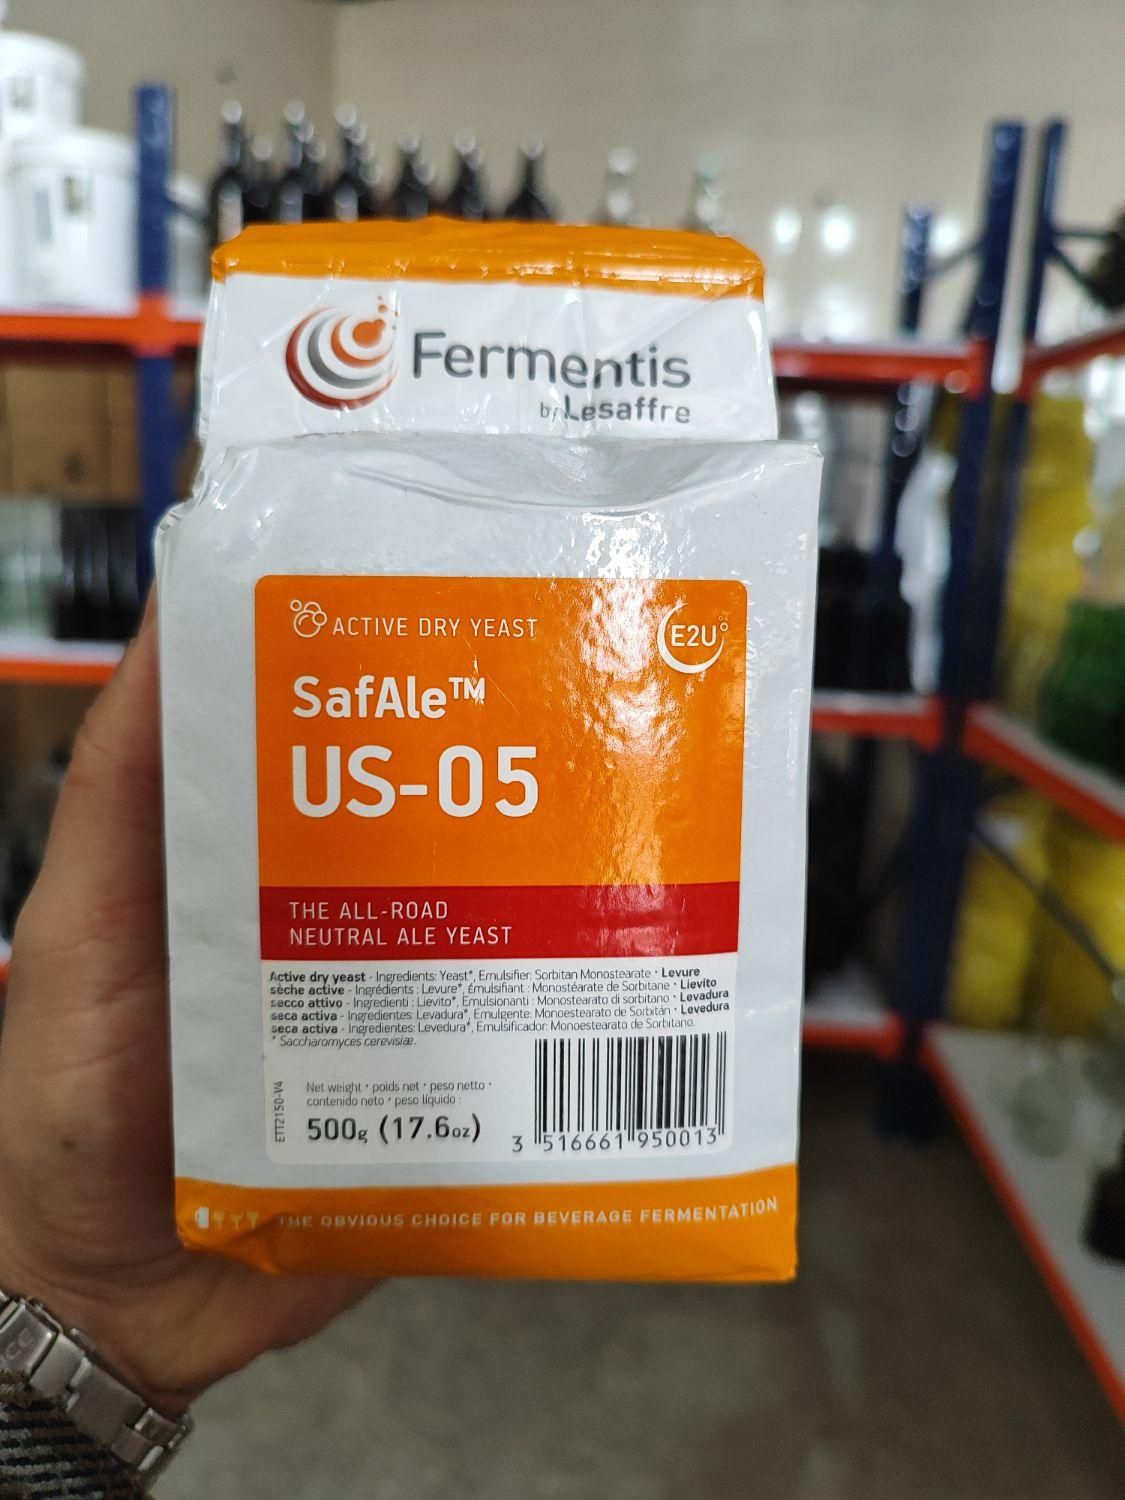 Fermentis
by Lesaffre
ACTIVE DRY YEAST
E2U
SafAle™
US-05
THE ALL-ROAD
NEUTRAL ALE YEAST
Active dry yeast - Ingredients: Yeast*, Emulsifier: Sorbitan Monostearate • Levure
sèche active - Ingrédients : Levure*, émulsifiant : Monostéarate de Sorbitane • Lievito
secco attivo - Ingredienti : Lievito*, Emulsionanti : Monostearato di sorbitano • Levadura
seca activa - Ingredientes: Levadura*, Emulgente: Monoestearato de Sorbitán • Levedura
seca activa - Ingredientes: Levedura*, Emulsificador: Monoestearato de Sorbitano.
* Saccharomyces cerevisiæ.
Net weight • poids net • peso netto •
contenido neto • peso líquido :
500g (17.6oz)
ETT2150-V4
3 516661 950013
THE OBVIOUS CHOICE FOR BEVERAGE FERMENTATION